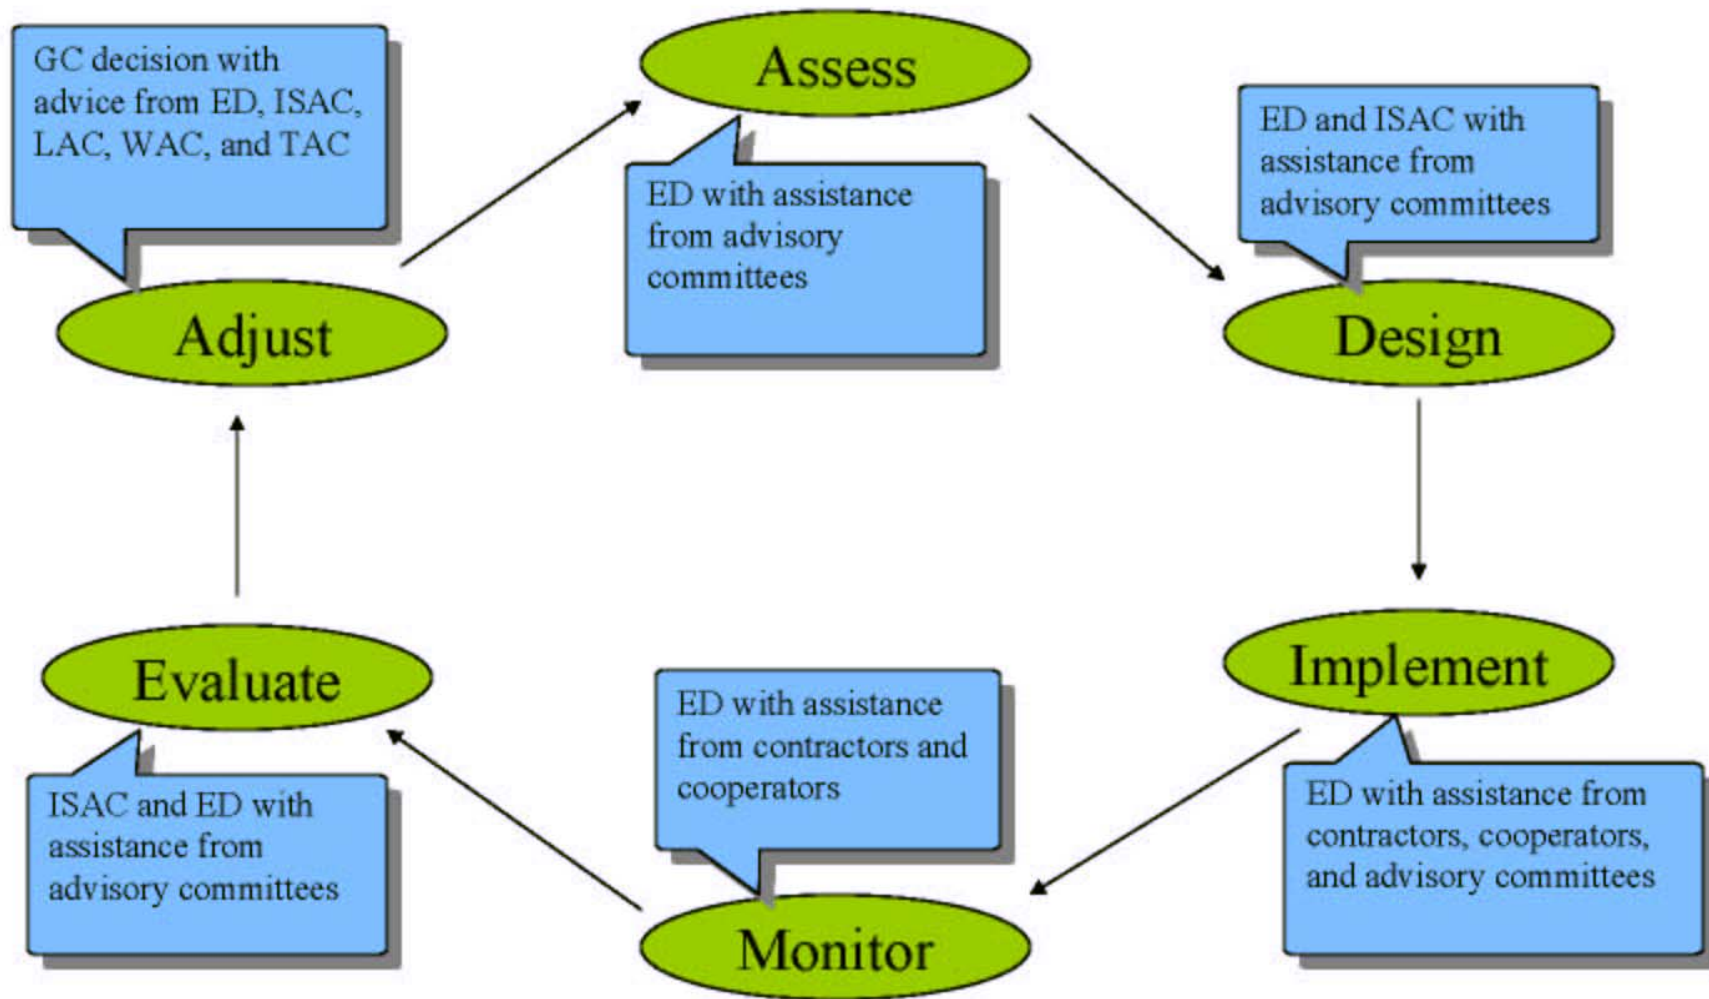 Assess
GC decision with
advice from ED, ISAC,
LAC, WAC, and TAC
ED with assistance
from advisory
committees
ED and ISAC with
assistance from
advisory committees
Adjust
Design
Evaluate
Implement
ED with assistance
from contractors and
cooperators
ISAC and ED with
assistance from
advisory committees
ED with assistance from
contractors, cooperators,
and advisory committees
Monitor